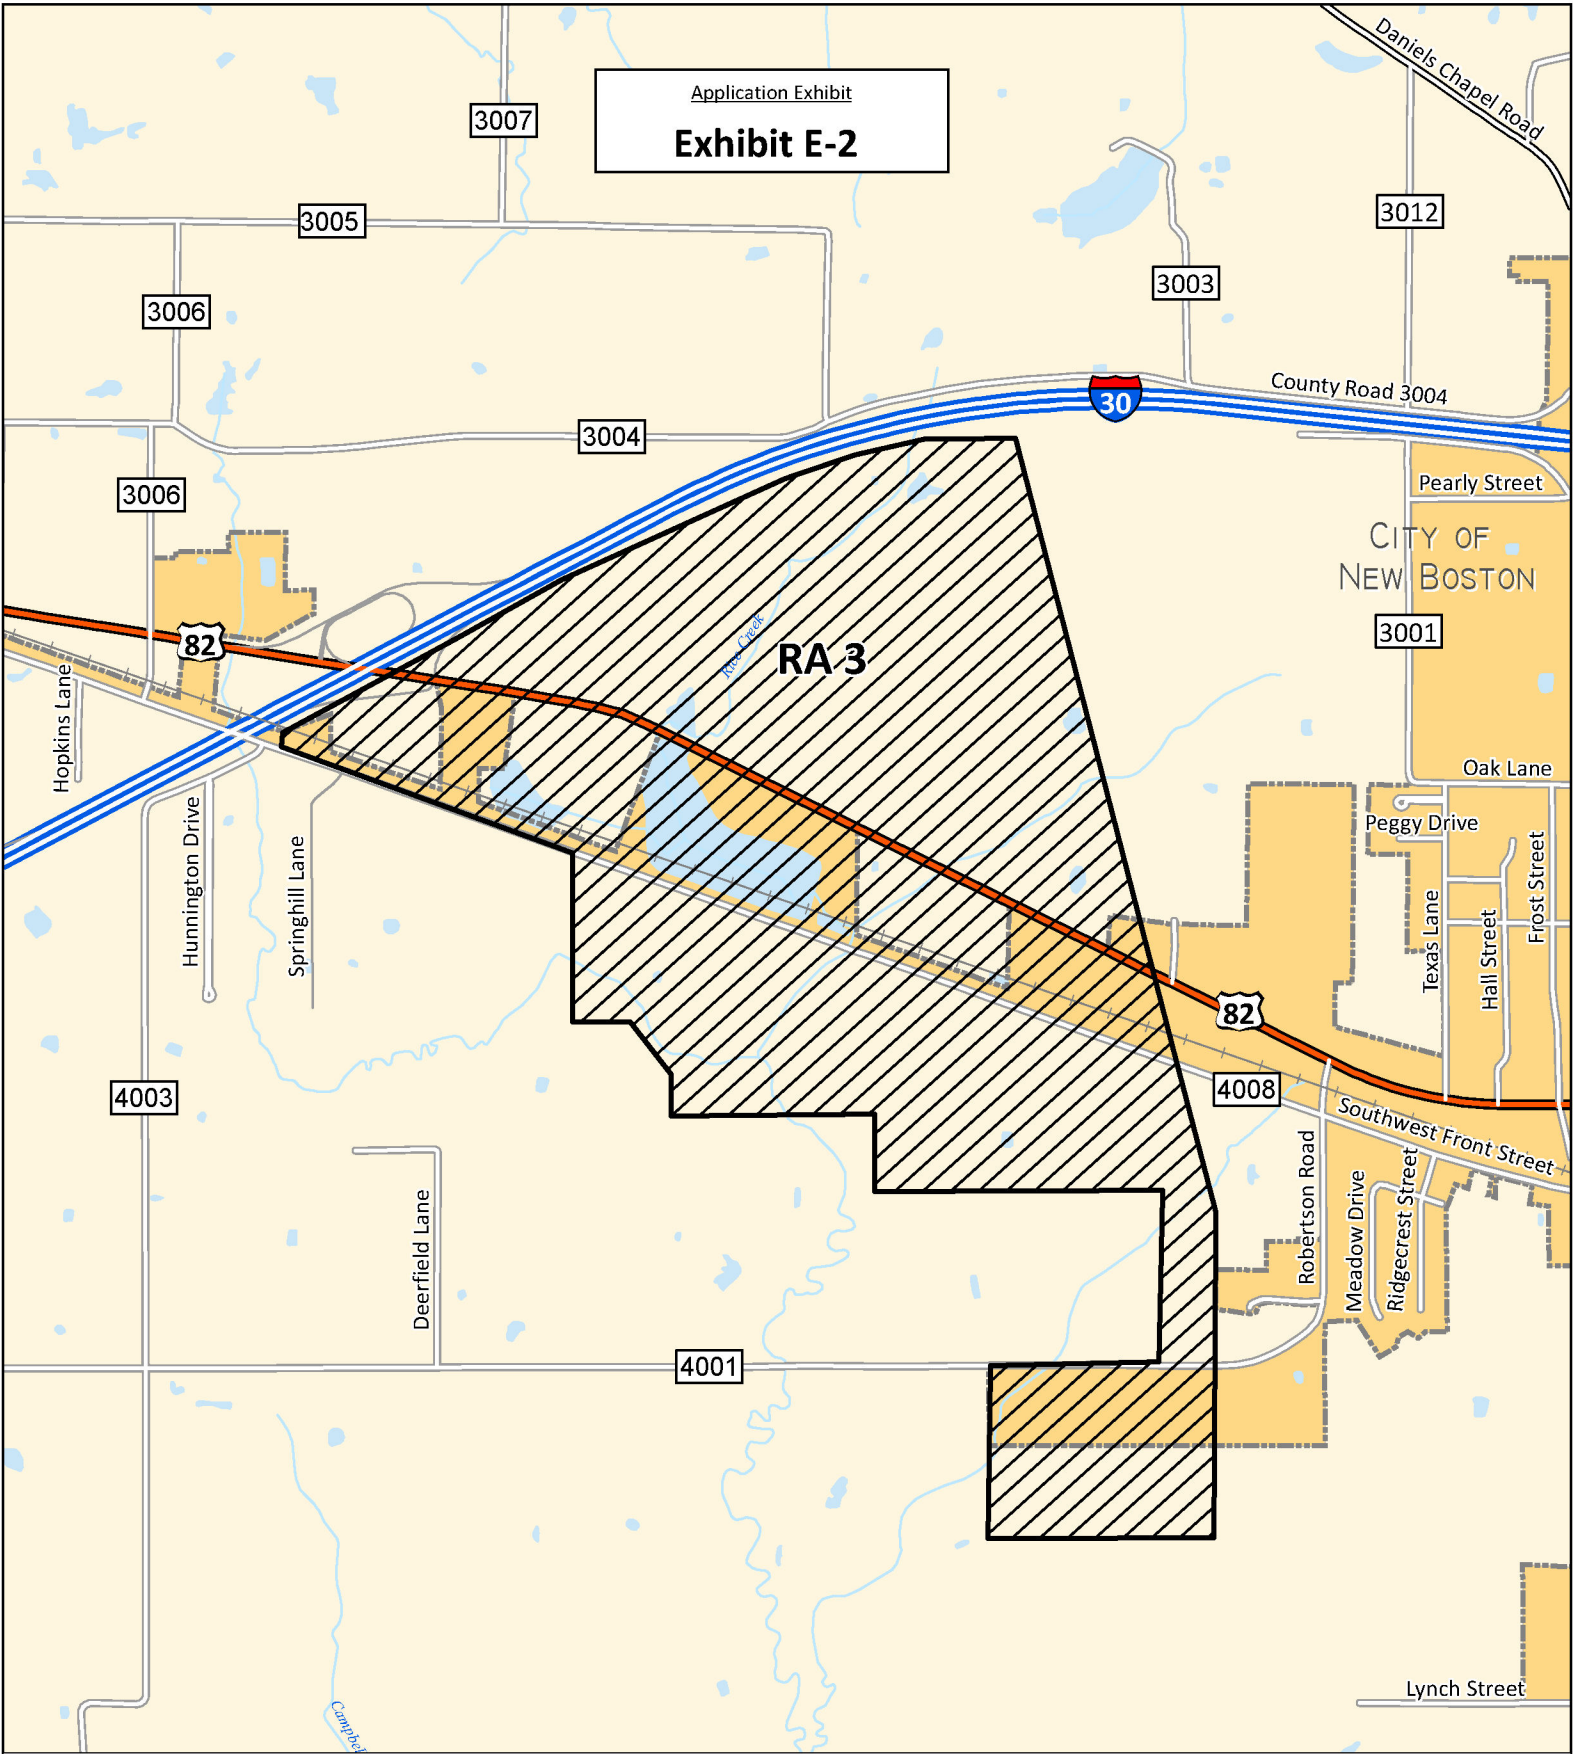 Application Exhibit
Exhibit E-2
Daniels Chapel Road
3007
3005
3012
3003
3006
County Road 3004
30
3004
3006
Pearly Street
CITY OF
NEW BOSTON
3001
82
Rice Creek
RA 3
Hopkins Lane
Oak Lane
Peggy Drive
Hunnington Drive
Springhill Lane
Texas Lane
Hall Street
Frost Street
82
4003
4008
Southwest Front Street
Robertson Road
Meadow Drive
Ridgecrest Street
Deerfield Lane
4001
Lynch Street
Campbel